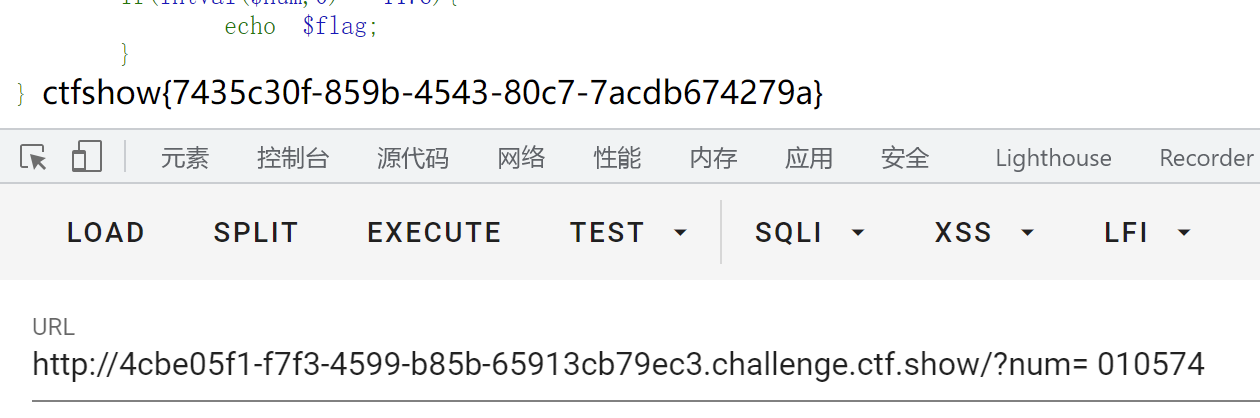 echo $flag;
}
} ctfshow{7435c30f-859b-4543-80c7-7acdb674279a}
元素 控制台 源代码 网络 性能 内存 应用 安全 Lighthouse Recorder
LOAD SPLIT EXECUTE TEST SQLI XSS LFI
URL
http://4cbe05f1-f7f3-4599-b85b-65913cb79ec3.challenge.ctf.show/?num= 010574